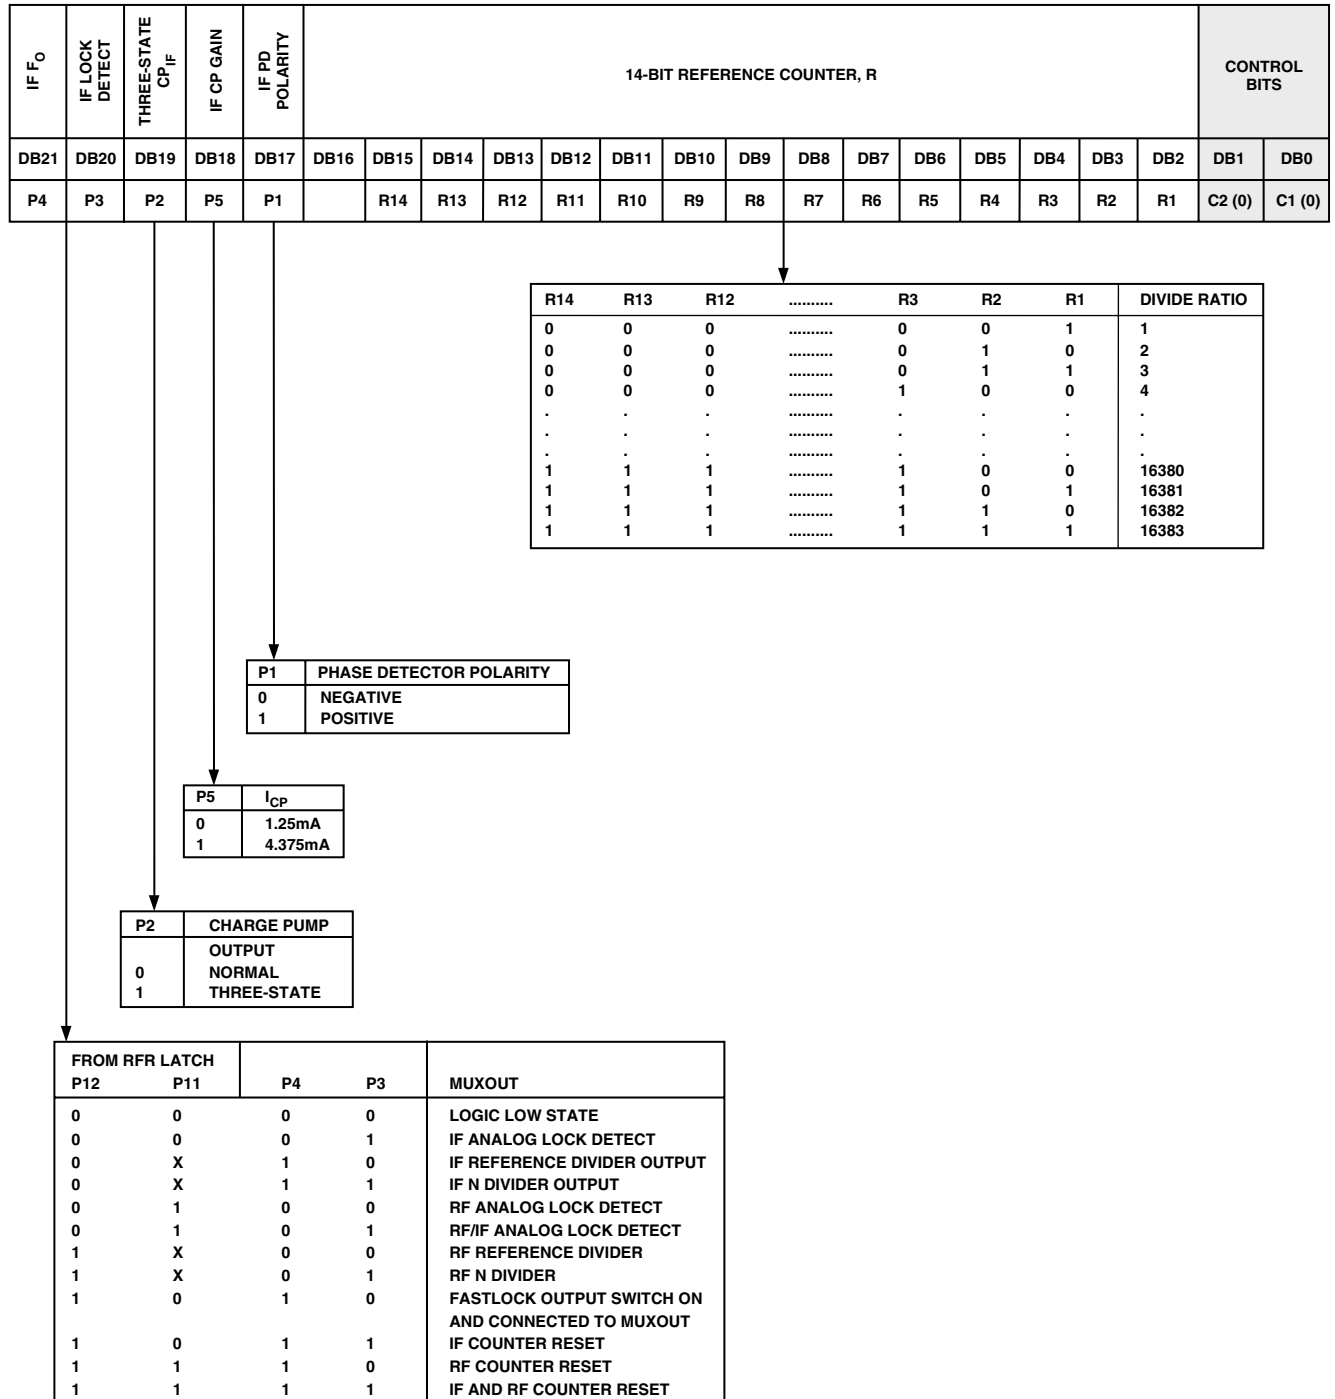 IF FO
IF LOCK DETECT
THREE-STATE CPIF
IF CP GAIN
IF PD POLARITY
14-BIT REFERENCE COUNTER, R
CONTROL BITS
DB21 DB20 DB19 DB18 DB17 DB16 DB15 DB14 DB13 DB12 DB11 DB10 DB9 DB8 DB7 DB6 DB5 DB4 DB3 DB2 DB1 DB0
P4 P3 P2 P5 P1 R14 R13 R12 R11 R10 R9 R8 R7 R6 R5 R4 R3 R2 R1 C2 (0) C1 (0)
R14 R13 R12 .......... R3 R2 R1 DIVIDE RATIO
0 0 0 .......... 0 0 1 1
0 0 0 .......... 0 1 0 2
0 0 0 .......... 0 1 1 3
0 0 0 .......... 1 0 0 4
. . . .......... . . . .
. . . .......... . . . .
. . . .......... . . . .
1 1 1 .......... 1 0 0 16380
1 1 1 .......... 1 0 1 16381
1 1 1 .......... 1 1 0 16382
1 1 1 .......... 1 1 1 16383
P1 PHASE DETECTOR POLARITY
0 NEGATIVE
1 POSITIVE
P5 ICP
0 1.25mA
1 4.375mA
P2 CHARGE PUMP
OUTPUT
0 NORMAL
1 THREE-STATE
FROM RFR LATCH
P12 P11 P4 P3 MUXOUT
0 0 0 0 LOGIC LOW STATE
0 0 0 1 IF ANALOG LOCK DETECT
0 X 1 0 IF REFERENCE DIVIDER OUTPUT
0 X 1 1 IF N DIVIDER OUTPUT
0 1 0 0 RF ANALOG LOCK DETECT
0 1 0 1 RF/IF ANALOG LOCK DETECT
1 X 0 0 RF REFERENCE DIVIDER
1 X 0 1 RF N DIVIDER
1 0 1 0 FASTLOCK OUTPUT SWITCH ON
AND CONNECTED TO MUXOUT
1 0 1 1 IF COUNTER RESET
1 1 1 0 RF COUNTER RESET
1 1 1 1 IF AND RF COUNTER RESET